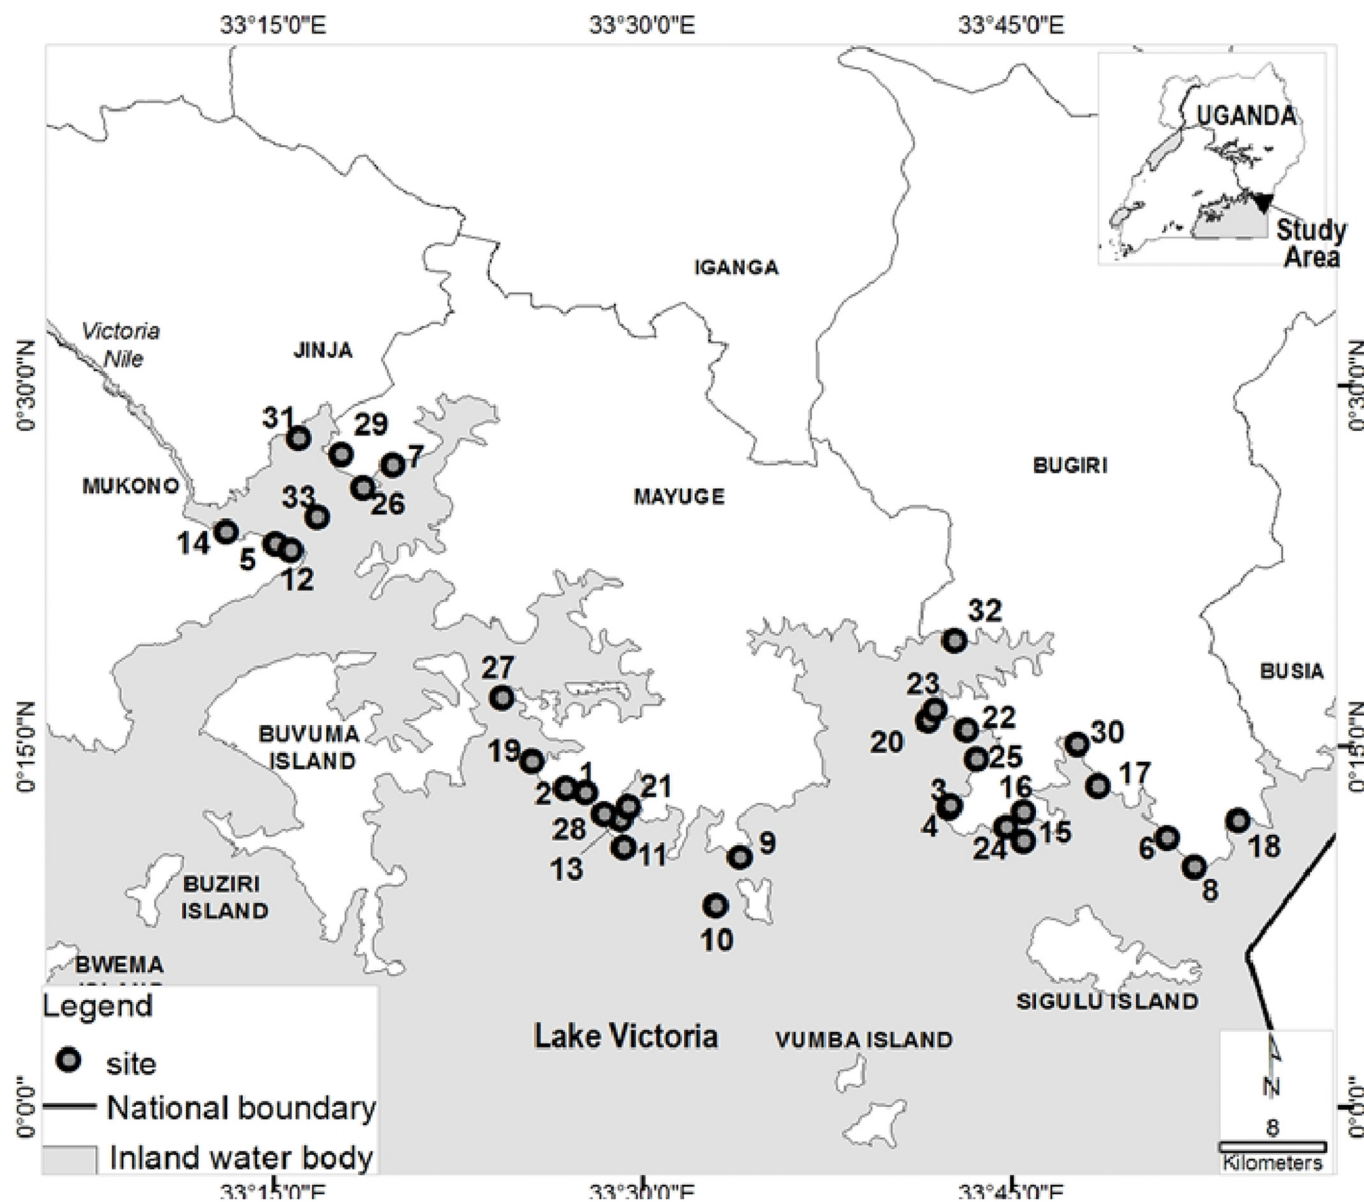 33°15'0"E 33°30'0"E 33°45'0"E
UGANDA
Study
Area
IGANGA
Victoria
Nile
JINJA
0°30'0"N
0°30'0"N
31
29
7
BUGIRI
MUKONO
26
MAYUGE
33
14
5
12
32
27
23
BUSIA
22
20
30
BUVUMA
ISLAND
0°15'0"N
0°15'0"N
19
25
17
1
2
21
3
16
4
28
15
18
24
6
9
13
11
8
BUZIRI
ISLAND
10
BWEMA
ISLAND
SIGULU ISLAND
Legend
Lake Victoria
VUMBA ISLAND
site
National boundary
Inland water body
0°0'0"
0°0'0"
N
8
Kilometers
33°15'0"E 33°30'0"E 33°45'0"E